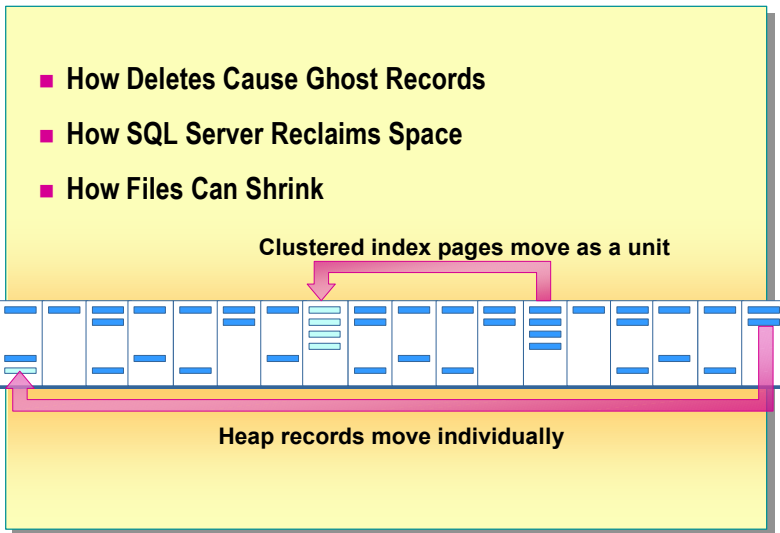 How Deletes Cause Ghost Records
How SQL Server Reclaims Space
How Files Can Shrink
Clustered index pages move as a unit
Heap records move individually